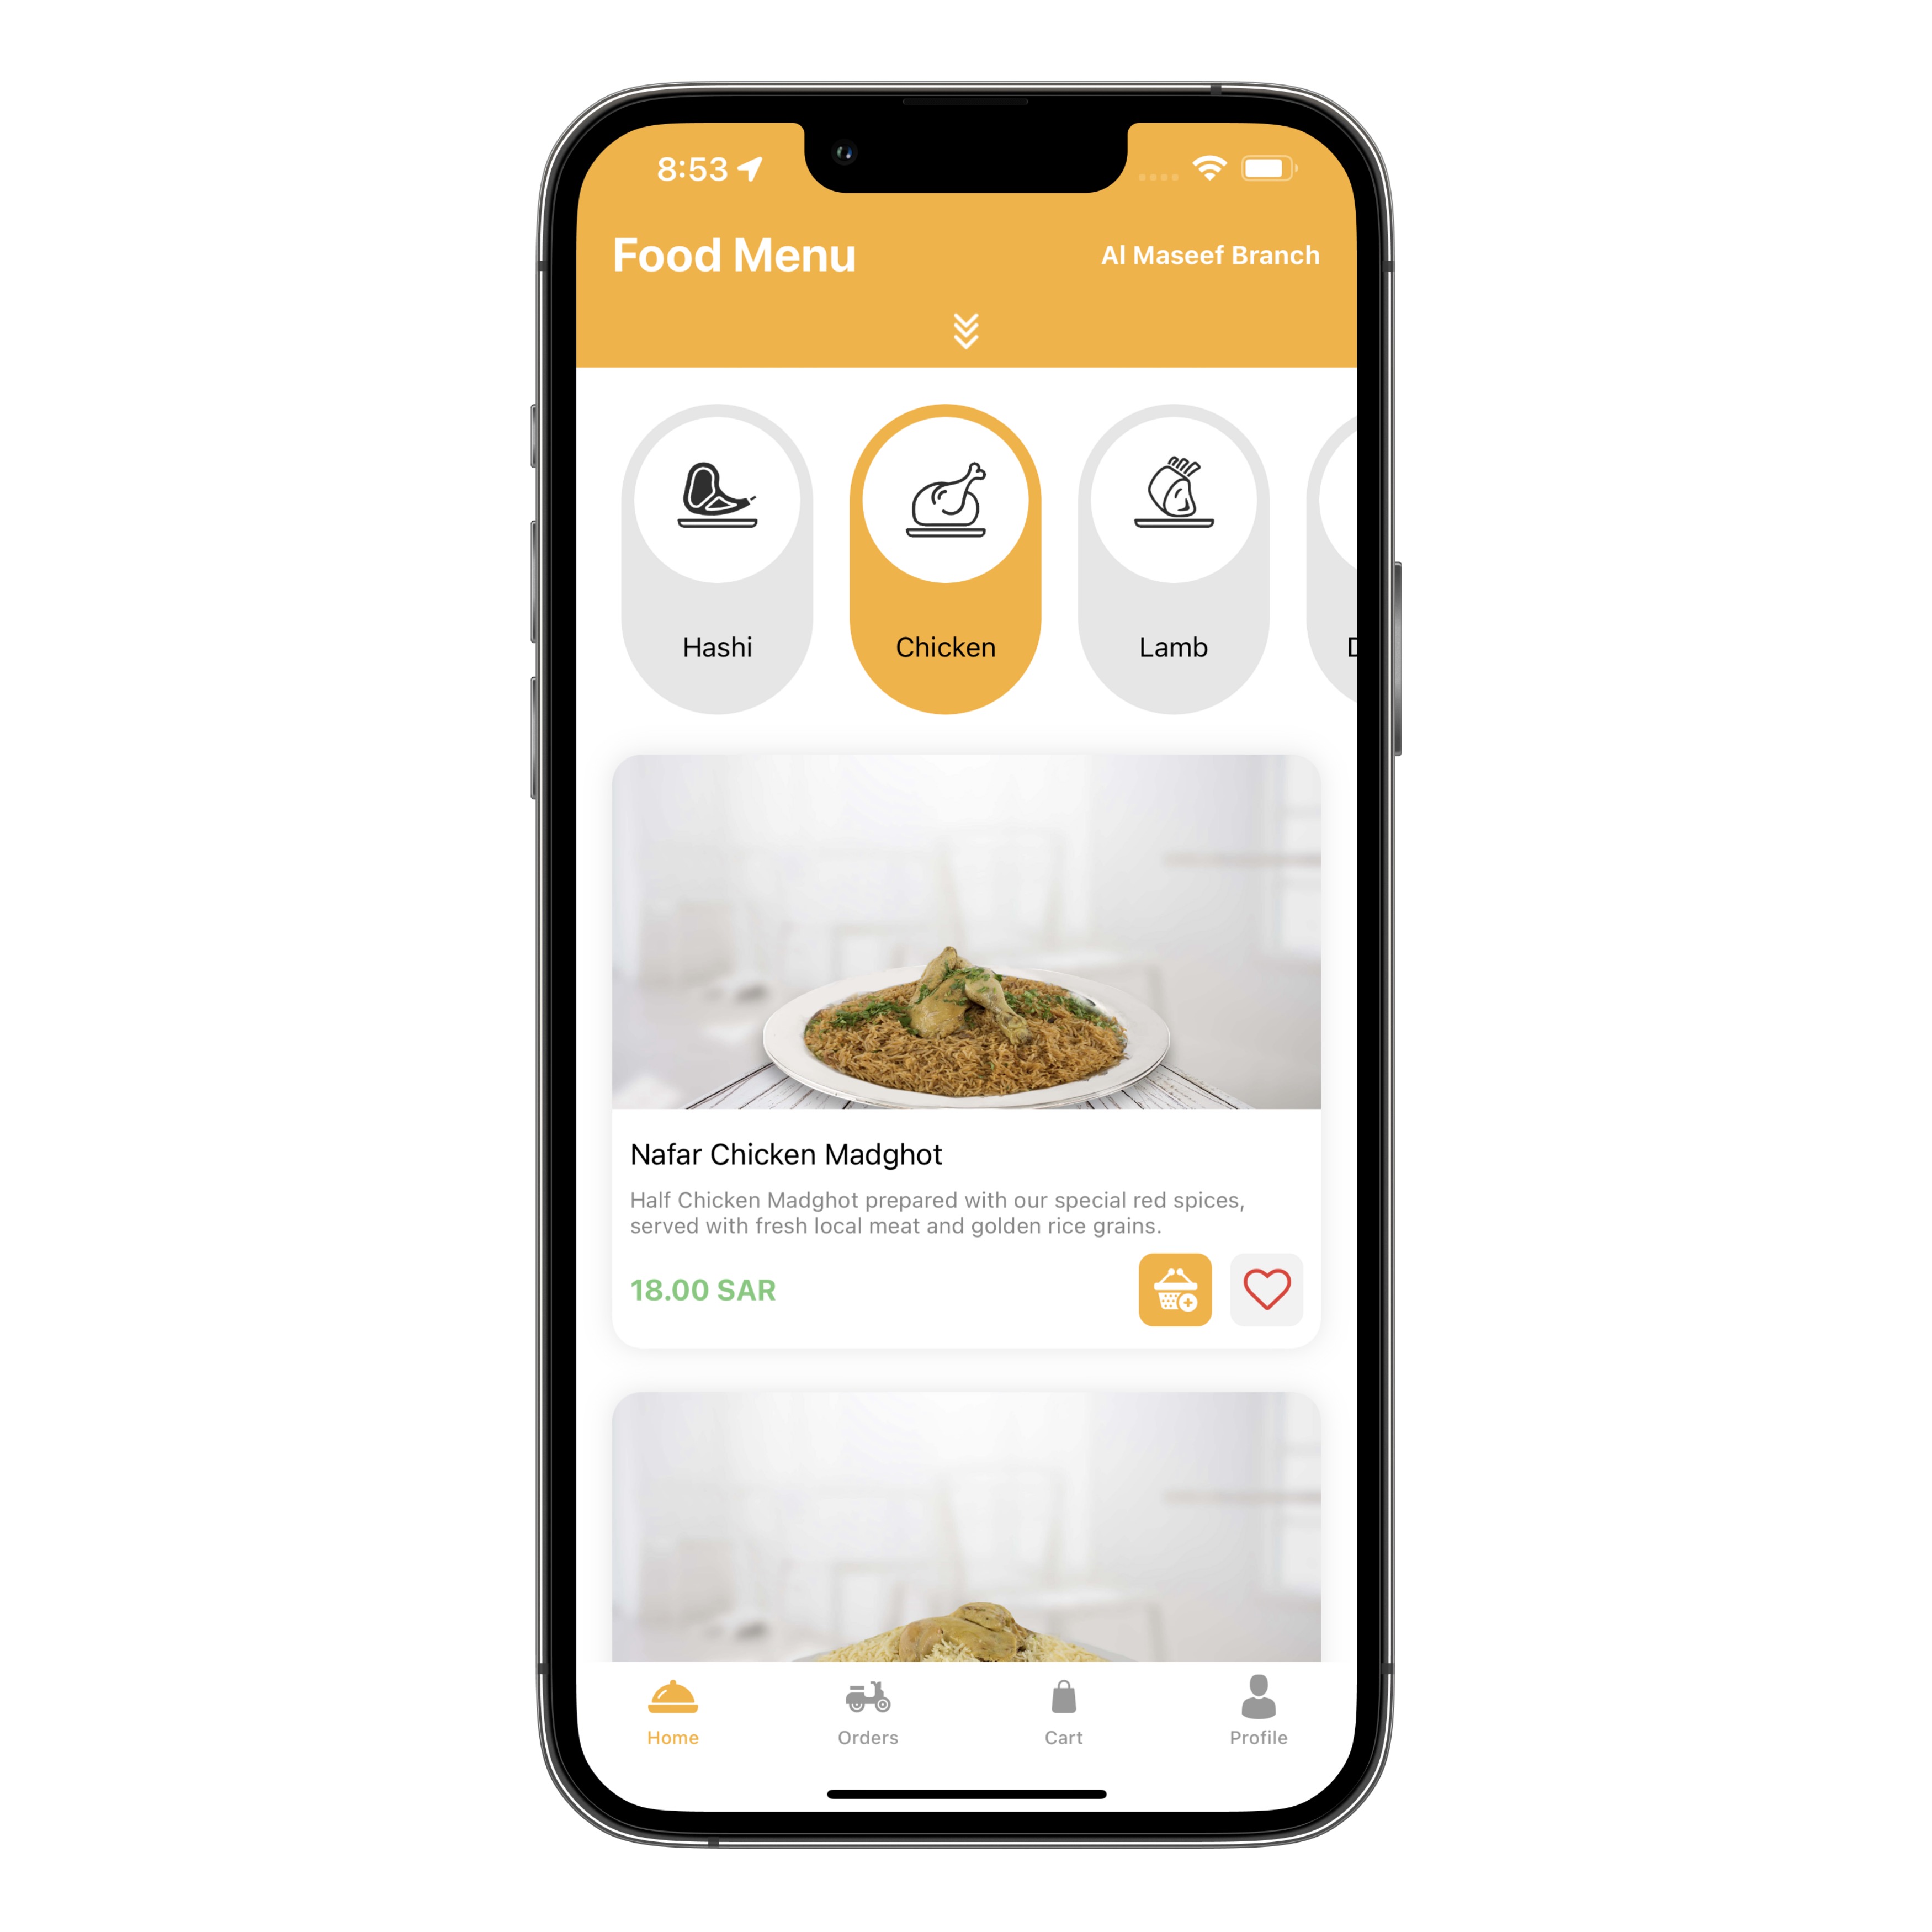 8:53
Food Menu
Al Maseef Branch
Hashi
Chicken
Lamb
Nafar Chicken Madghot
Half Chicken Madghot prepared with our special red spices,
served with fresh local meat and golden rice grains.
18.00 SAR
Home
Orders
Cart
Profile